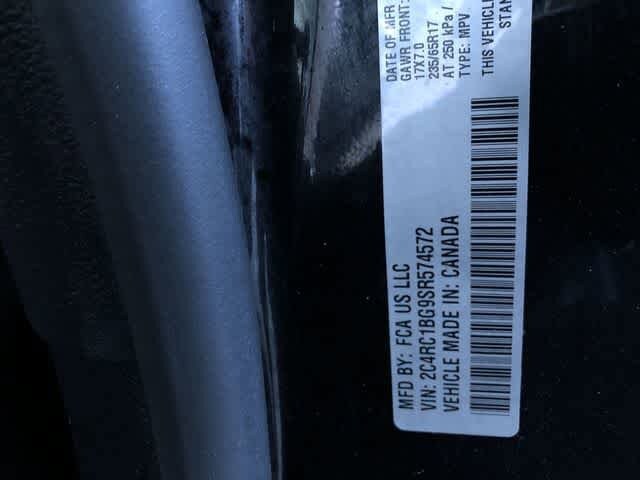 MFD BY: FCA US LLC
DATE OF MFR
GAWR FRONT:
17X7.0
235/65R17
AT 250 kPa /
VIN: 2C4RC1BG9SR574572
TYPE: MPV
VEHICLE MADE IN: CANADA
THIS VEHICLE
STAN